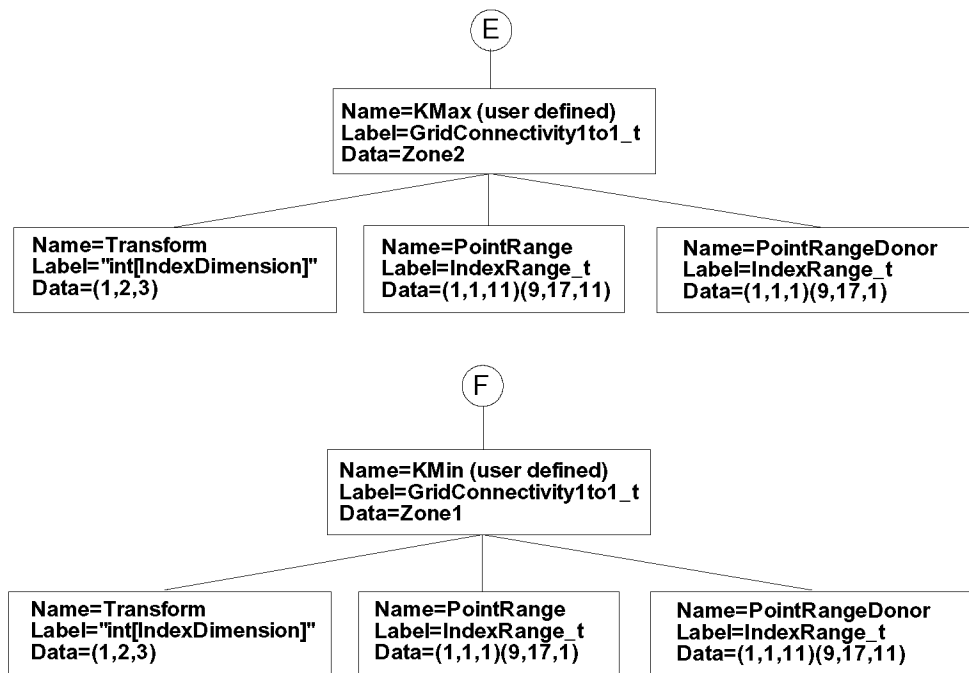 E
Name=KMax (user defined)
Label=GridConnectivity1to1_t
Data=Zone2
Name=Transform
Label="int[IndexDimension]"
Data=(1,2,3)
Name=PointRange
Label=IndexRange_t
Data=(1,1,11)(9,17,11)
Name=PointRangeDonor
Label=IndexRange_t
Data=(1,1,1)(9,17,1)
F
Name=KMin (user defined)
Label=GridConnectivity1to1_t
Data=Zone1
Name=Transform
Label="int[IndexDimension]"
Data=(1,2,3)
Name=PointRange
Label=IndexRange_t
Data=(1,1,1)(9,17,1)
Name=PointRangeDonor
Label=IndexRange_t
Data=(1,1,11)(9,17,11)